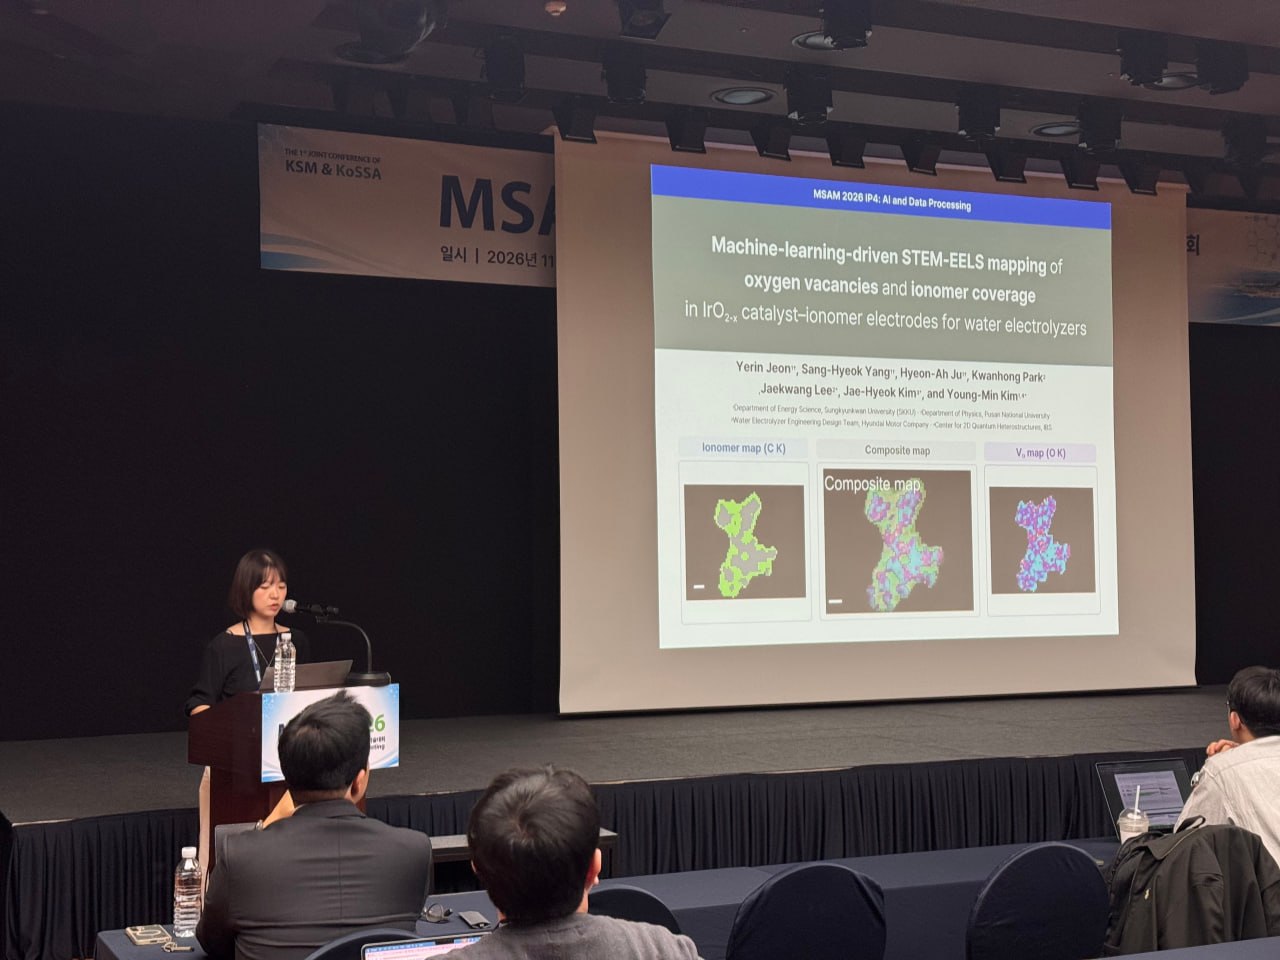 THE 1ST JOINT CONFERENCE OF
KSM & KoSSA
MSA
일시 | 2026년 11
회
MSAM 2026 IP4: AI and Data Processing
Machine-learning-driven STEM-EELS mapping of
oxygen vacancies and ionomer coverage
in IrO2-x catalyst–ionomer electrodes for water electrolyzers
Yerin Jeon, Sang-Hyeok Yang, Hyeon-Ah Ju, Kwanhong Park
Jaekwang Lee, Jae-Hyeok Kim, and Young-Min Kim
Department of Energy Science, Sungkyunkwan University (SKKU) · Department of Physics, Pusan National University
Water Electrolyzer Engineering Design Team, Hyundai Motor Company · Center for 2D Quantum Heterostructures, IBS
Ionomer map (C K)
Composite map
Vo map (O K)
Composite map
26